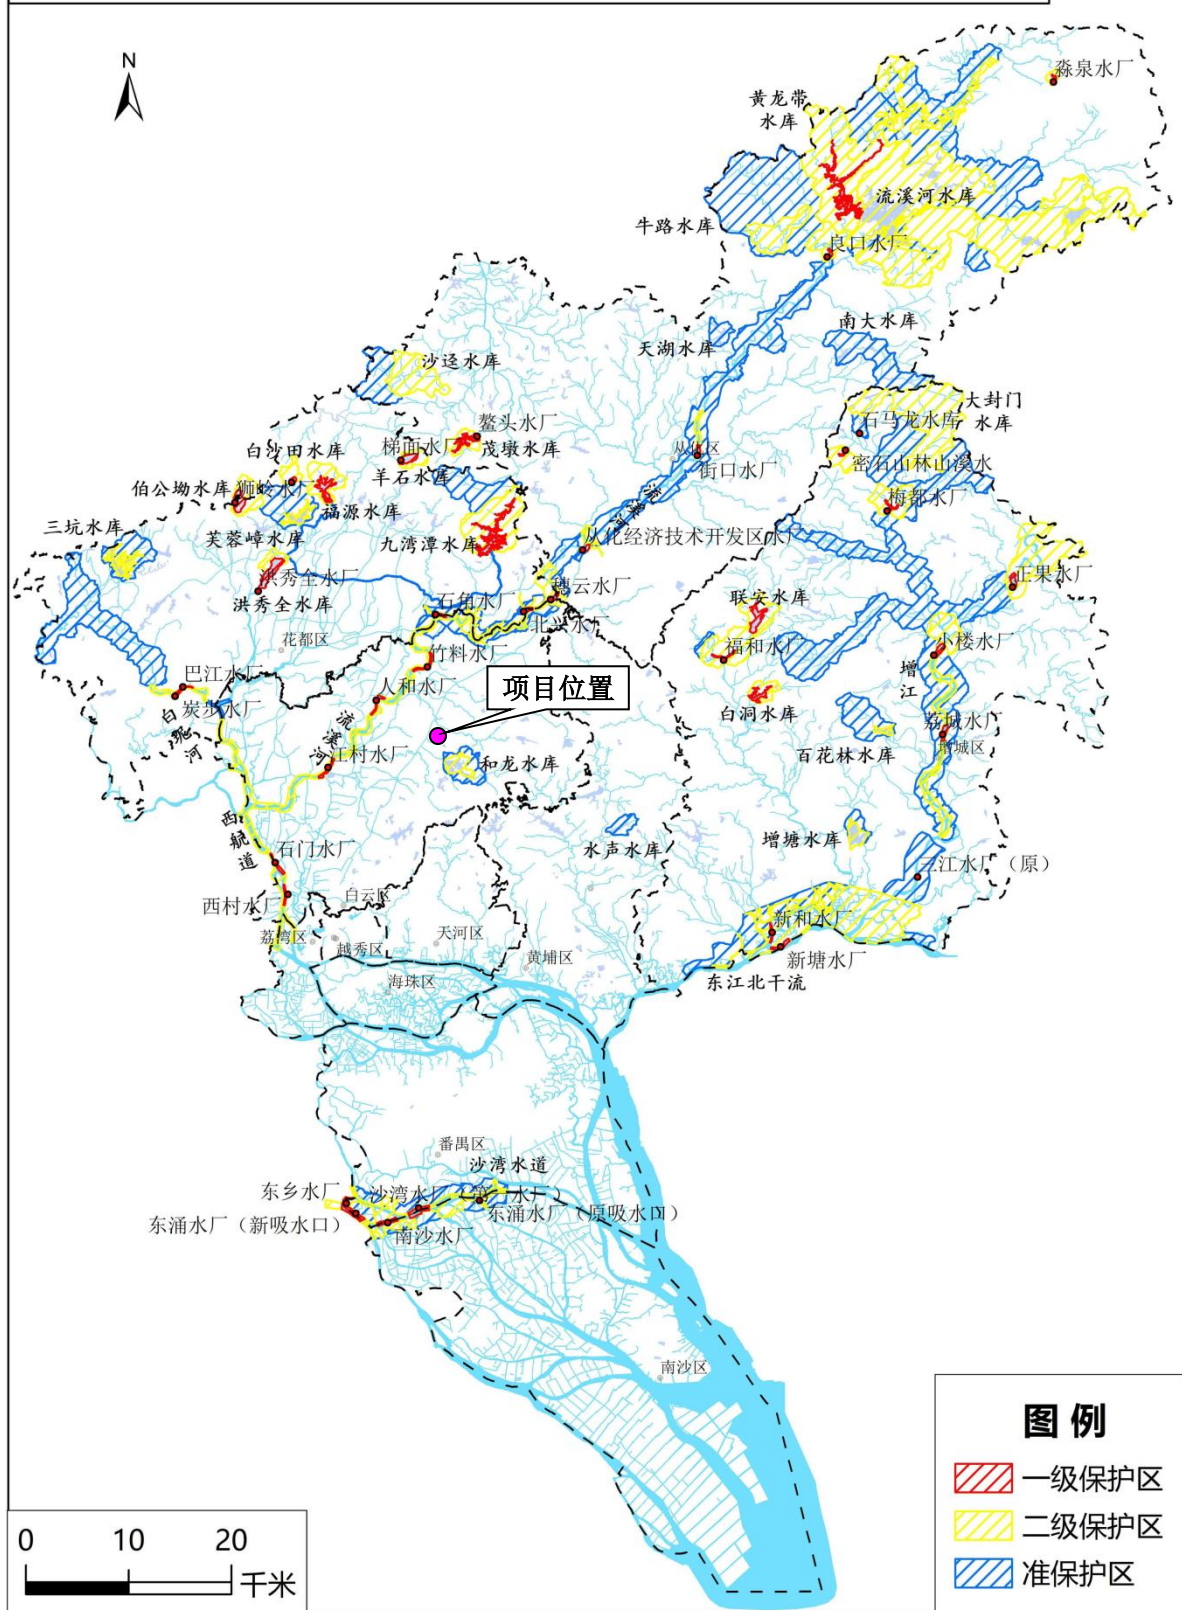 N
淼泉水厂
黄龙带
水库
流溪河水库
牛路水库
良口水厂
南大水库
天湖水库
沙迳水库
大封门
水库
石马龙水库
鳌头水厂
梯面水厂
茂墩水库
从化区
街口水厂
密石山林山溪水
白沙田水库
羊石水库
伯公坳水库
狮岭水厂
梅都水厂
福源水库
流溪河
三坑水库
芙蓉嶂水库
九湾潭水库
从化经济技术开发区水厂
洪秀全水厂
正果水厂
穗云水厂
联安水库
洪秀全水库
石角水厂
北兴水厂
花都区
小楼水厂
竹料水厂
福和水厂
巴江水厂
项目位置
增江
人和水厂
白洞水库
炭步水厂
白坭河
流溪河
荔城水厂
增城区
江村水厂
和龙水库
百花林水库
西航道
水声水库
增塘水库
石门水厂
三江水厂（原）
西村水厂
白云区
新和水厂
荔湾区
越秀区
天河区
新塘水厂
黄埔区
海珠区
东江北干流
番禺区
沙湾水道
东乡水厂
沙湾水厂（第一水厂）
东涌水厂（新吸水口）
东涌水厂（原吸水口）
南沙水厂
南沙区
图例
一级保护区
二级保护区
准保护区
0 10 20
千米